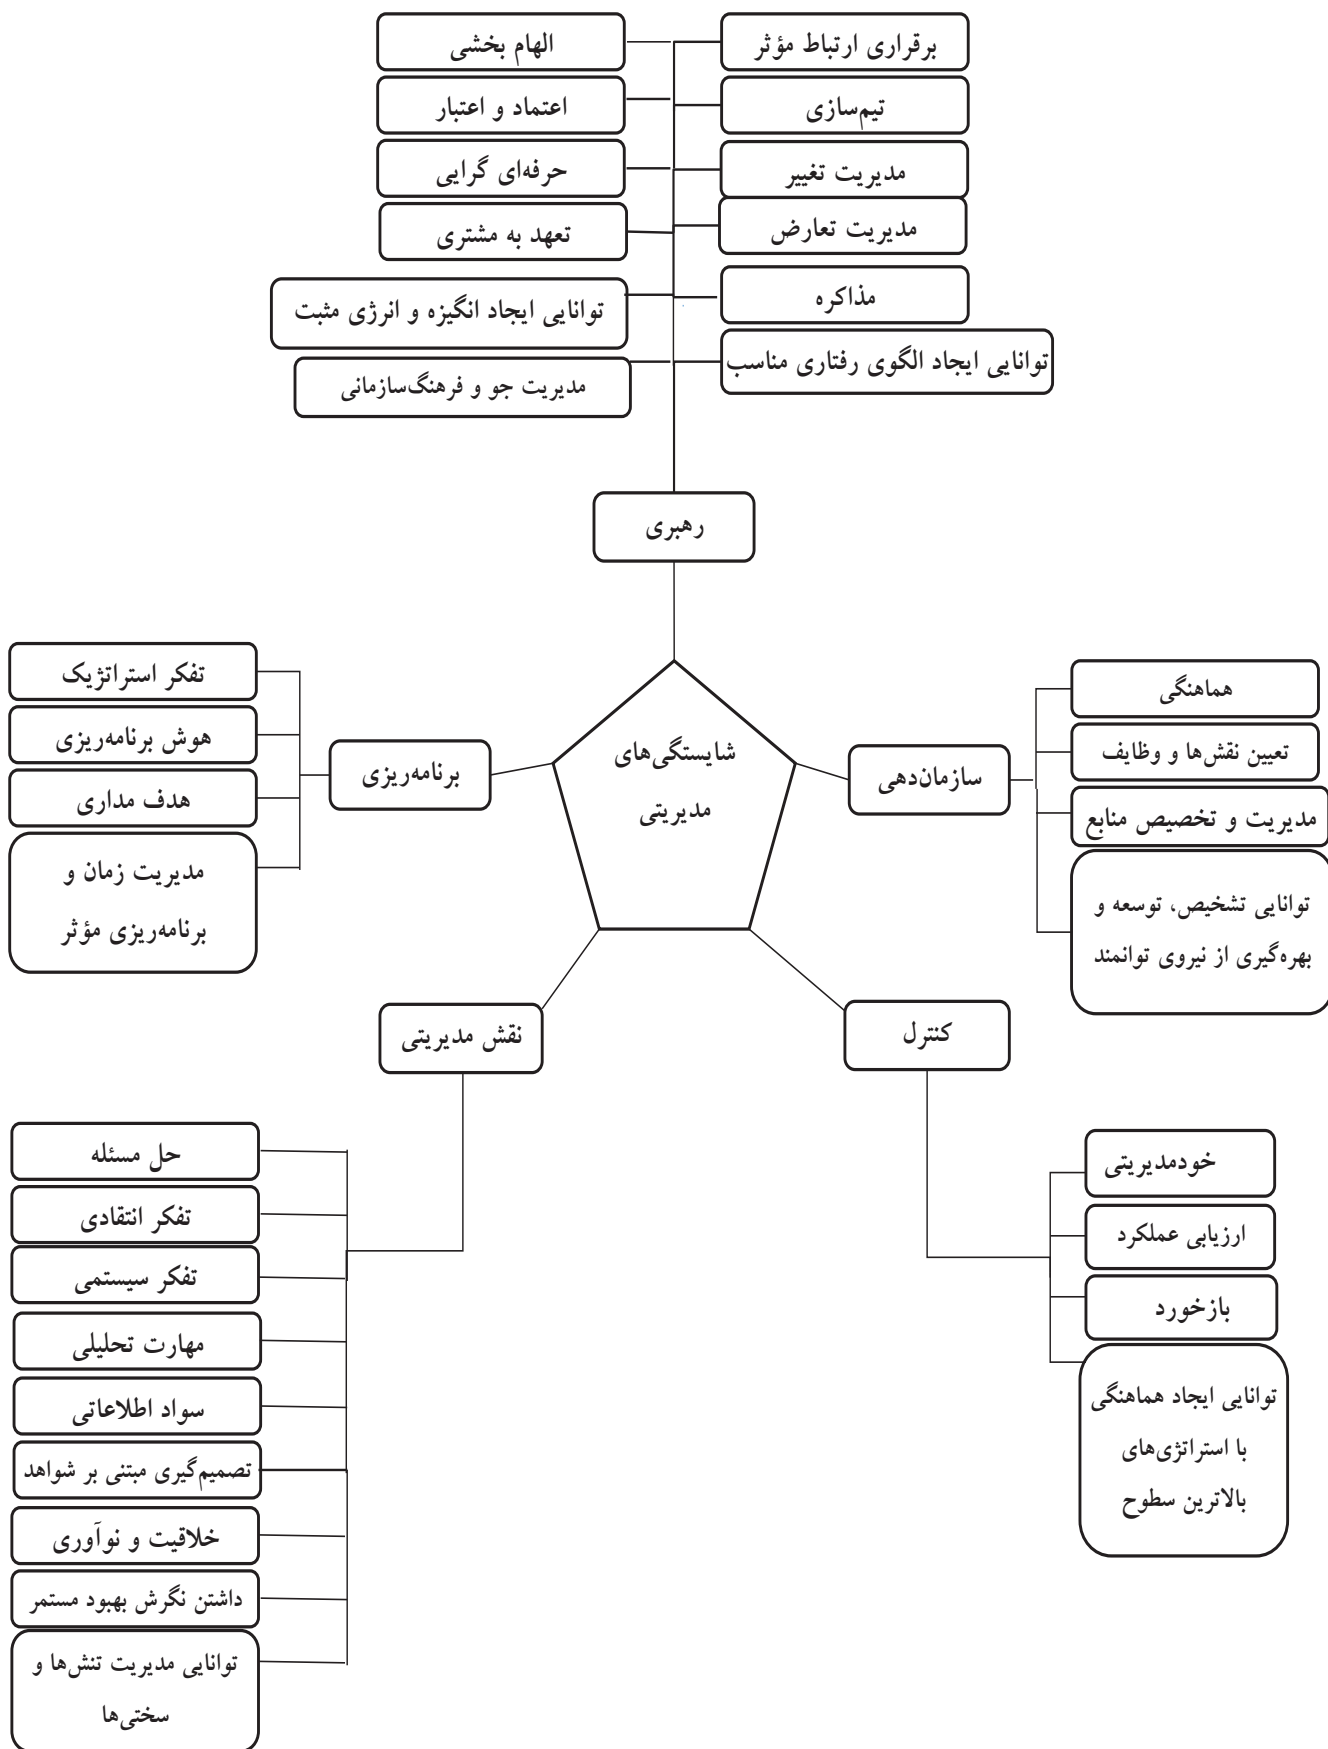 برقراری ارتباط مؤثر
تیم‌سازی
مدیریت تغییر
مدیریت تعارض
مذاکره
توانایی ایجاد الگوی رفتاری مناسب
الهام بخشی
اعتماد و اعتبار
حرفه‌ای گرایی
تعهد به مشتری
توانایی ایجاد انگیزه و انرژی مثبت
مدیریت جو و فرهنگ‌سازمانی
رهبری
شایستگی‌های
مدیریتی
سازمان‌دهی
هماهنگی
تعیین نقش‌ها و وظایف
مدیریت و تخصیص منابع
توانایی تشخیص، توسعه و
بهره‌گیری از نیروی توانمند
برنامه‌ریزی
تفکر استراتژیک
هوش برنامه‌ریزی
هدف مداری
مدیریت زمان و
برنامه‌ریزی مؤثر
کنترل
خودمدیریتی
ارزیابی عملکرد
بازخورد
توانایی ایجاد هماهنگی
با استراتژی‌های
بالاترین سطوح
نقش مدیریتی
حل مسئله
تفکر انتقادی
تفکر سیستمی
مهارت تحلیلی
سواد اطلاعاتی
تصمیم‌گیری مبتنی بر شواهد
خلاقیت و نوآوری
داشتن نگرش بهبود مستمر
توانایی مدیریت تنش‌ها و
سختی‌ها